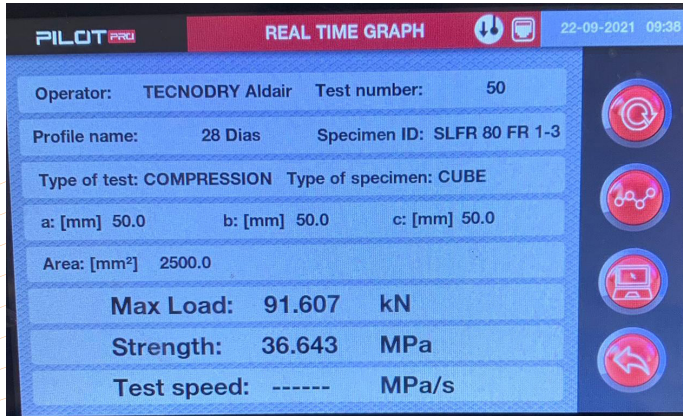 PILOT PRO REAL TIME GRAPH 22-09-2021 09:38
Operator: TECNODRY Aldair Test number: 50
Profile name: 28 Dias Specimen ID: SLFR 80 FR 1-3
Type of test: COMPRESSION Type of specimen: CUBE
a: [mm] 50.0 b: [mm] 50.0 c: [mm] 50.0
Area: [mm²] 2500.0
Max Load: 91.607 kN
Strength: 36.643 MPa
Test speed: ------ MPa/s